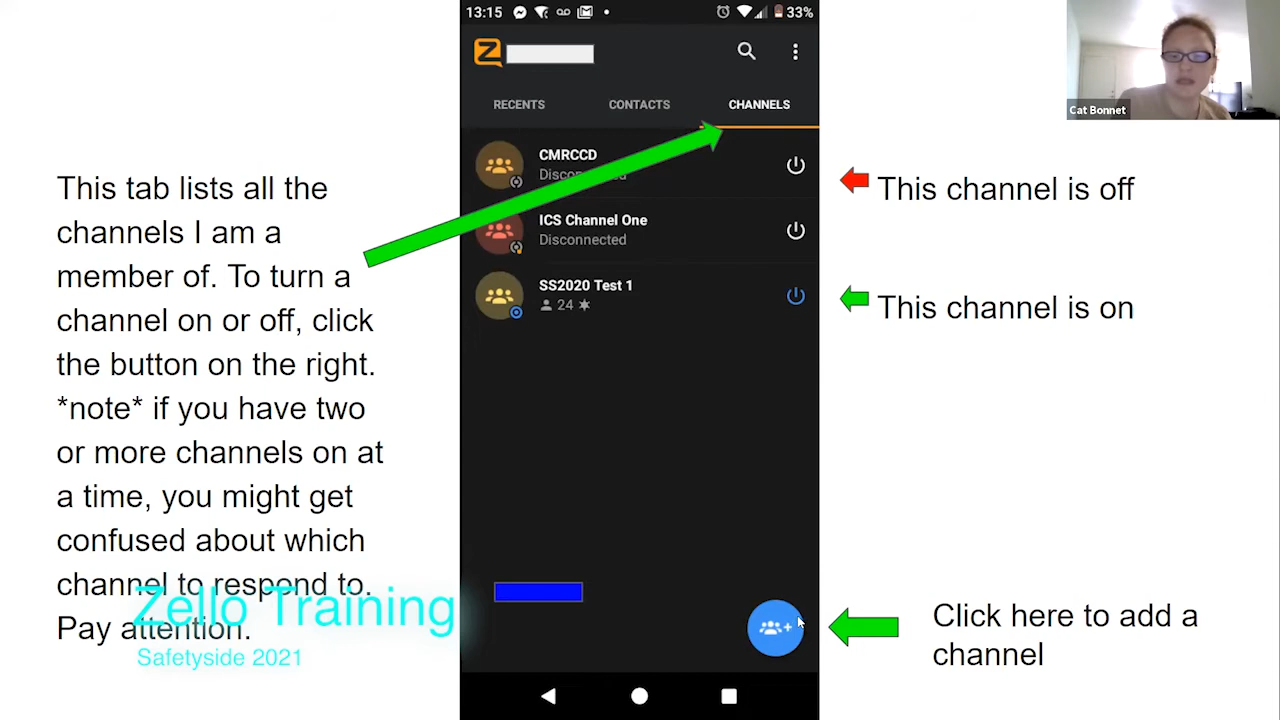 13:15
33%
Z
RECENTS
CONTACTS
CHANNELS
CMRCCD
Disconnected
ICS Channel One
Disconnected
SS2020 Test 1
24
This tab lists all the
channels I am a
member of. To turn a
channel on or off, click
the button on the right.
*note* if you have two
or more channels on at
a time, you might get
confused about which
channel to respond to.
Pay attention.
Zello Training
Safetyside 2021
Cat Bonnet
This channel is off
This channel is on
Click here to add a
channel